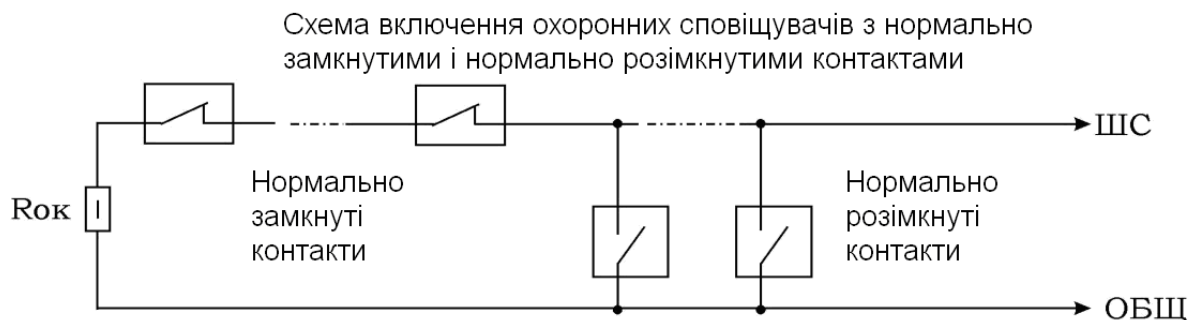 Схема включення охоронних сповіщувачів з нормально
замкнутими і нормально розімкнутими контактами
ШС
Rок
Нормально
замкнуті
контакти
Нормально
розімкнуті
контакти
ОБЩ